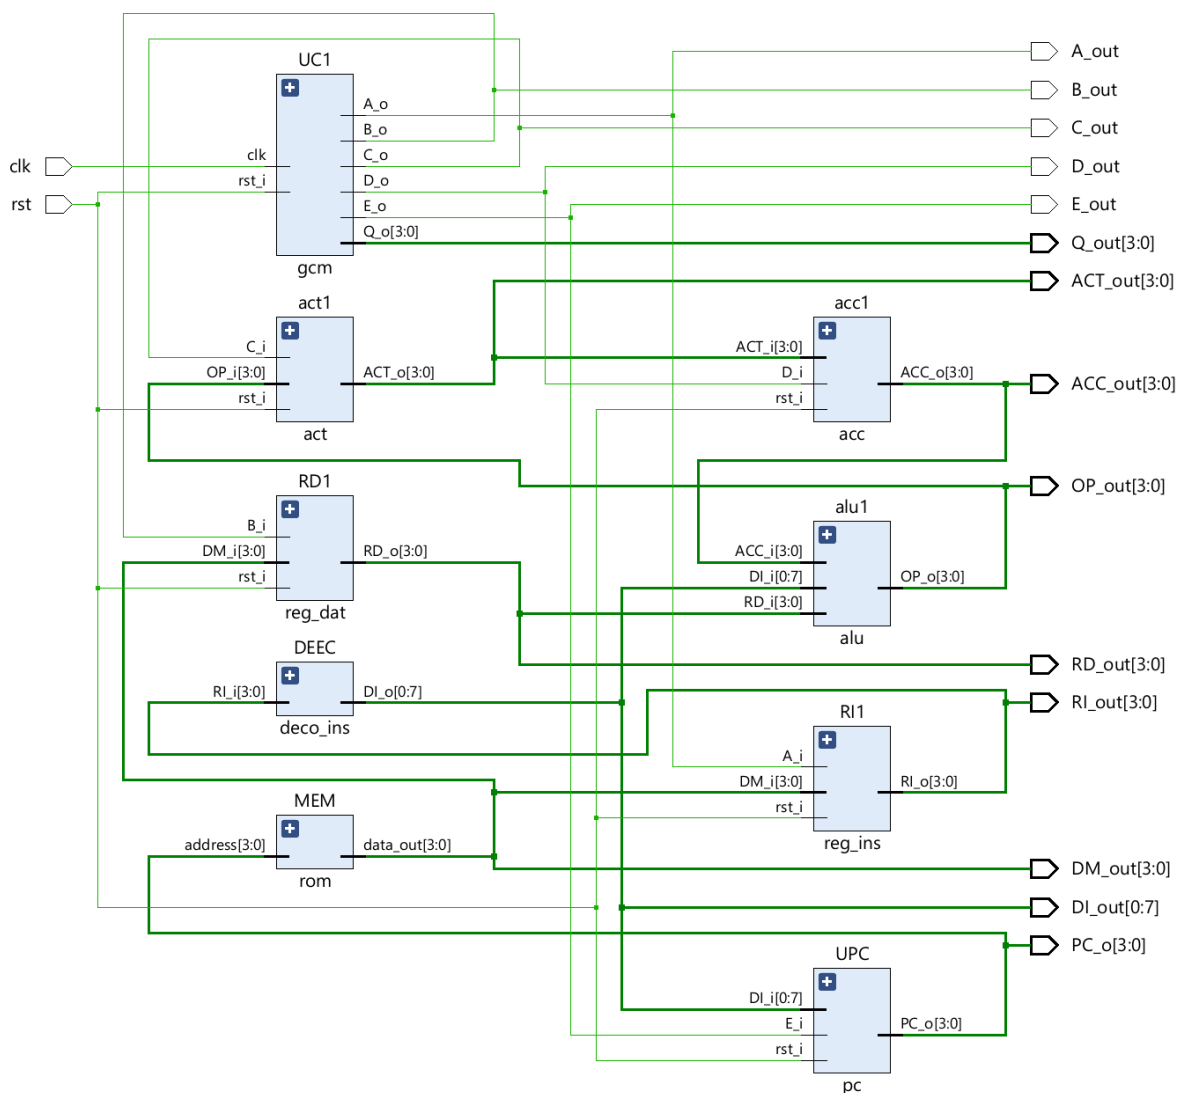 UC1
A_out
B_out
A_o
B_o
C_out
clk
C_o
D_out
rst_i
D_o
rst
E_o
E_out
Q_o[3:0]
Q_out[3:0]
gcm
ACT_out[3:0]
act1
acc1
C_i
ACT_i[3:0]
OP_i[3:0]
ACT_o[3:0]
D_i
ACC_o[3:0]
ACC_out[3:0]
rst_i
rst_i
act
acc
RD1
OP_out[3:0]
alu1
B_i
DM_i[3:0]
RD_o[3:0]
ACC_i[3:0]
rst_i
DI_i[0:7]
OP_o[3:0]
RD_i[3:0]
reg_dat
alu
DEEC
RD_out[3:0]
RI_i[3:0]
DI_o[0:7]
RI_out[3:0]
deco_ins
RI1
A_i
DM_i[3:0]
RI_o[3:0]
MEM
rst_i
address[3:0]
data_out[3:0]
reg_ins
rom
DM_out[3:0]
DI_out[0:7]
PC_o[3:0]
UPC
DI_i[0:7]
E_i
PC_o[3:0]
rst_i
pc